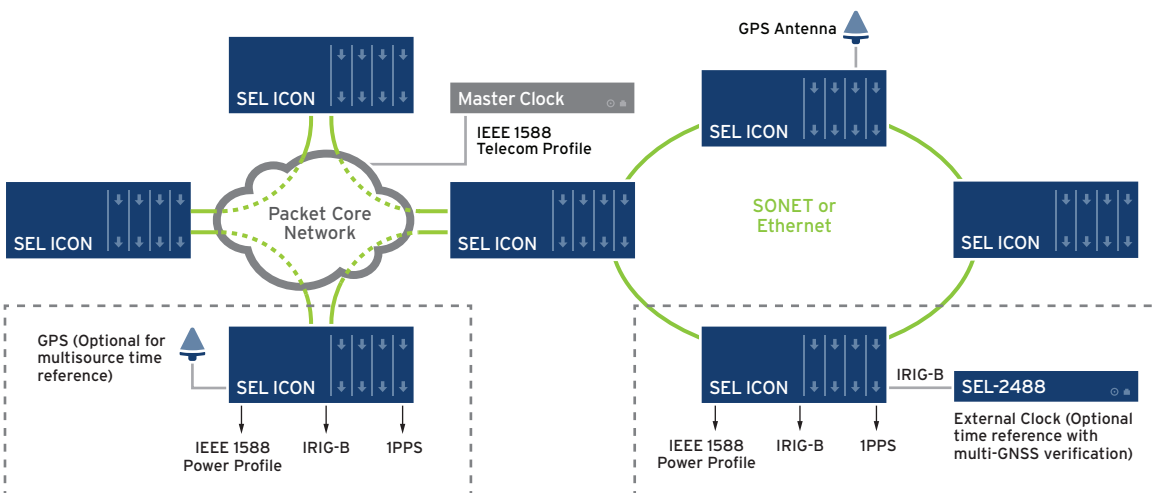 GPS Antenna
SEL ICON
Master Clock
SEL ICON
IEEE 1588
Telecom Profile
SEL ICON
Packet Core
Network
SEL ICON
SONET or
Ethernet
SEL ICON
GPS (Optional for
multisource time
reference)
SEL ICON
IEEE 1588
Power Profile
IRIG-B
1PPS
SEL ICON
IRIG-B
SEL-2488
External Clock (Optional
time reference with
multi-GNSS verification)
IEEE 1588
Power Profile
IRIG-B
1PPS